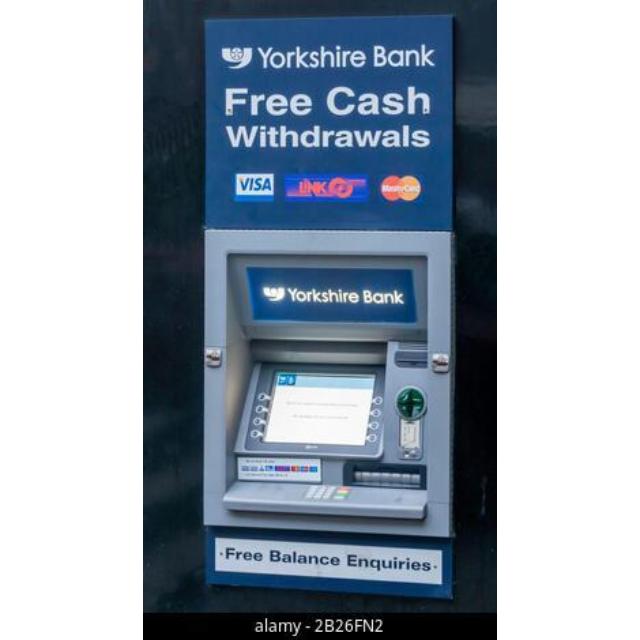 Yorkshire Bank
Free Cash
Withdrawals
VISA
LINK
MasterCard
Yorkshire Bank
Free Balance Enquiries
alamy - 2B26FN2